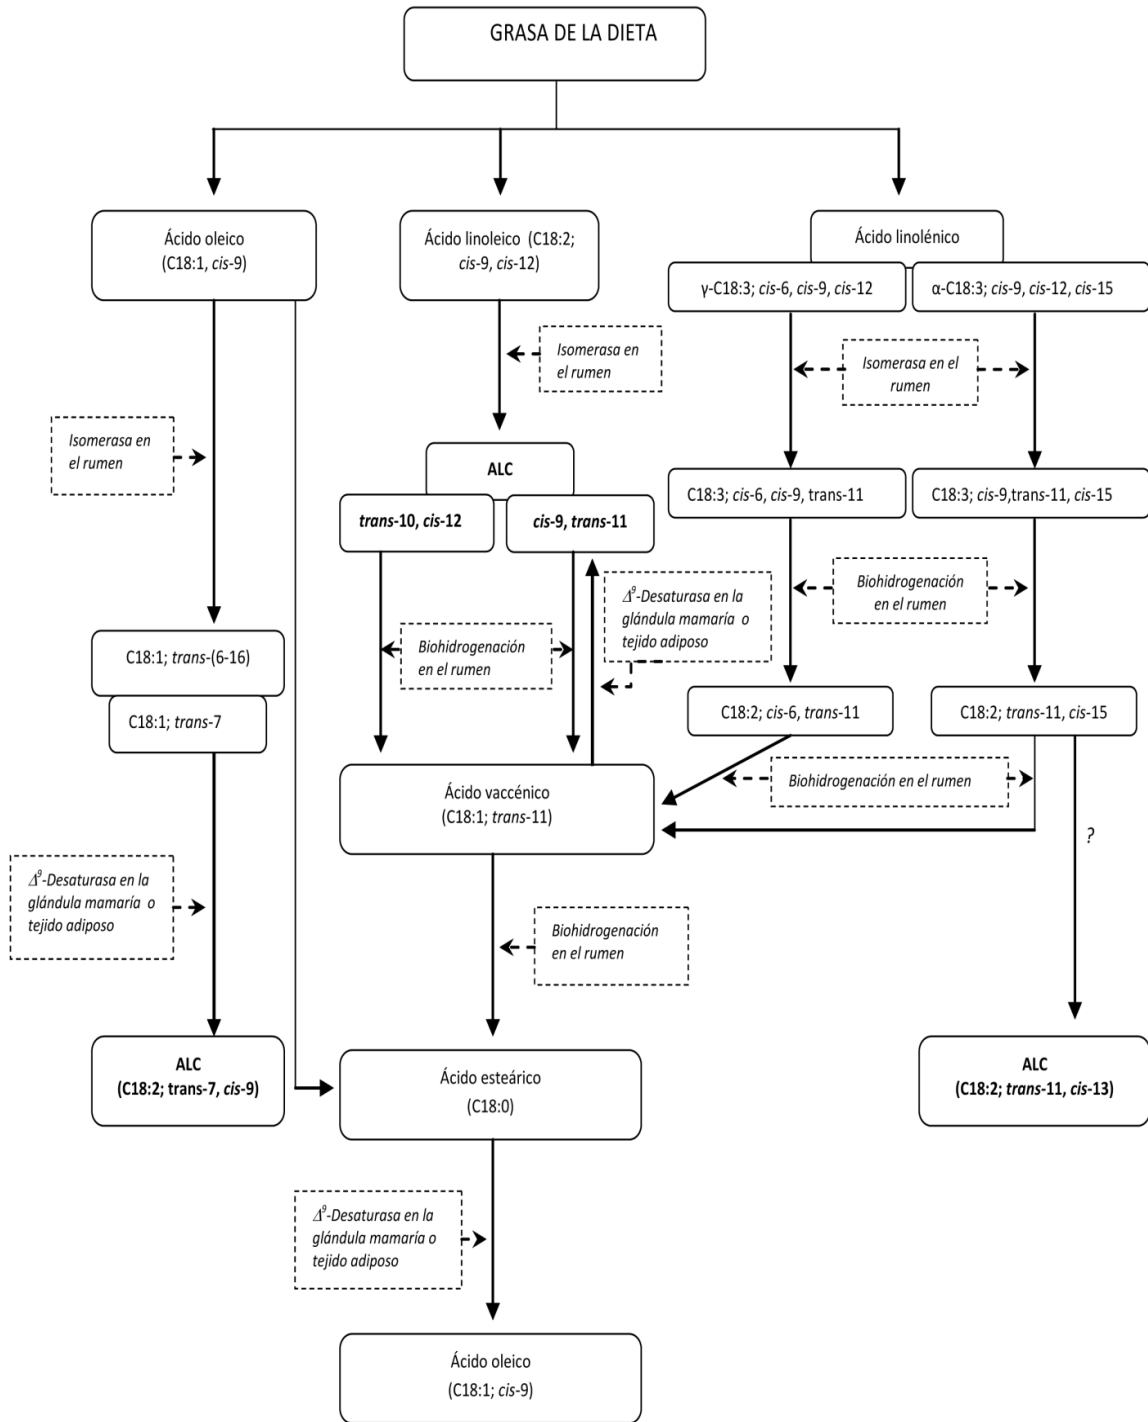 GRASA DE LA DIETA
Ácido oleico
(C18:1, cis-9)
Ácido linoleico (C18:2;
cis-9, cis-12)
Ácido linolénico
γ-C18:3; cis-6, cis-9, cis-12
α-C18:3; cis-9, cis-12, cis-15
Isomerasa en
el rumen
Isomerasa en el
rumen
Isomerasa en
el rumen
ALC
trans-10, cis-12
cis-9, trans-11
C18:3; cis-6, cis-9, trans-11
C18:3; cis-9,trans-11, cis-15
Δ⁹-Desaturasa en la
glándula mamaría o
tejido adiposo
Biohidrogenación
en el rumen
Biohidrogenación
en el rumen
C18:1; trans-(6-16)
C18:1; trans-7
C18:2; cis-6, trans-11
C18:2; trans-11, cis-15
Ácido vaccénico
(C18:1; trans-11)
Biohidrogenación en el rumen
?
Δ⁹-Desaturasa en la
glándula mamaría o
tejido adiposo
Biohidrogenación
en el rumen
ALC
(C18:2; trans-7, cis-9)
Ácido esteárico
(C18:0)
ALC
(C18:2; trans-11, cis-13)
Δ⁹-Desaturasa en la
glándula mamaría o
tejido adiposo
Ácido oleico
(C18:1; cis-9)